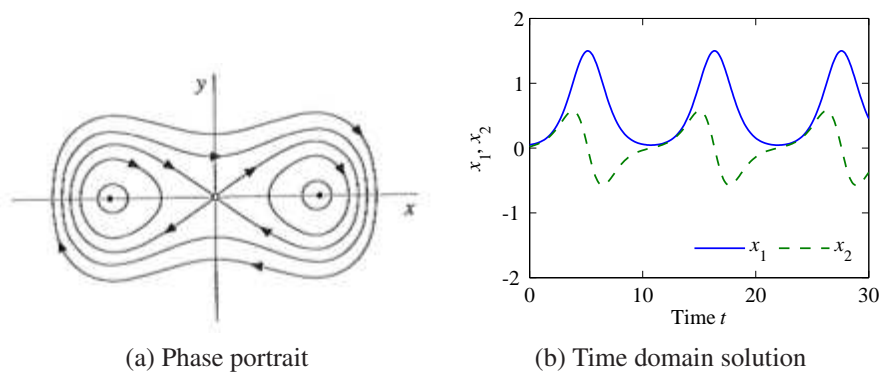 y
x
(a) Phase portrait
2
1
0
-1
-2
x₁, x₂
x₁
x₂
0
10
20
30
Time t
(b) Time domain solution